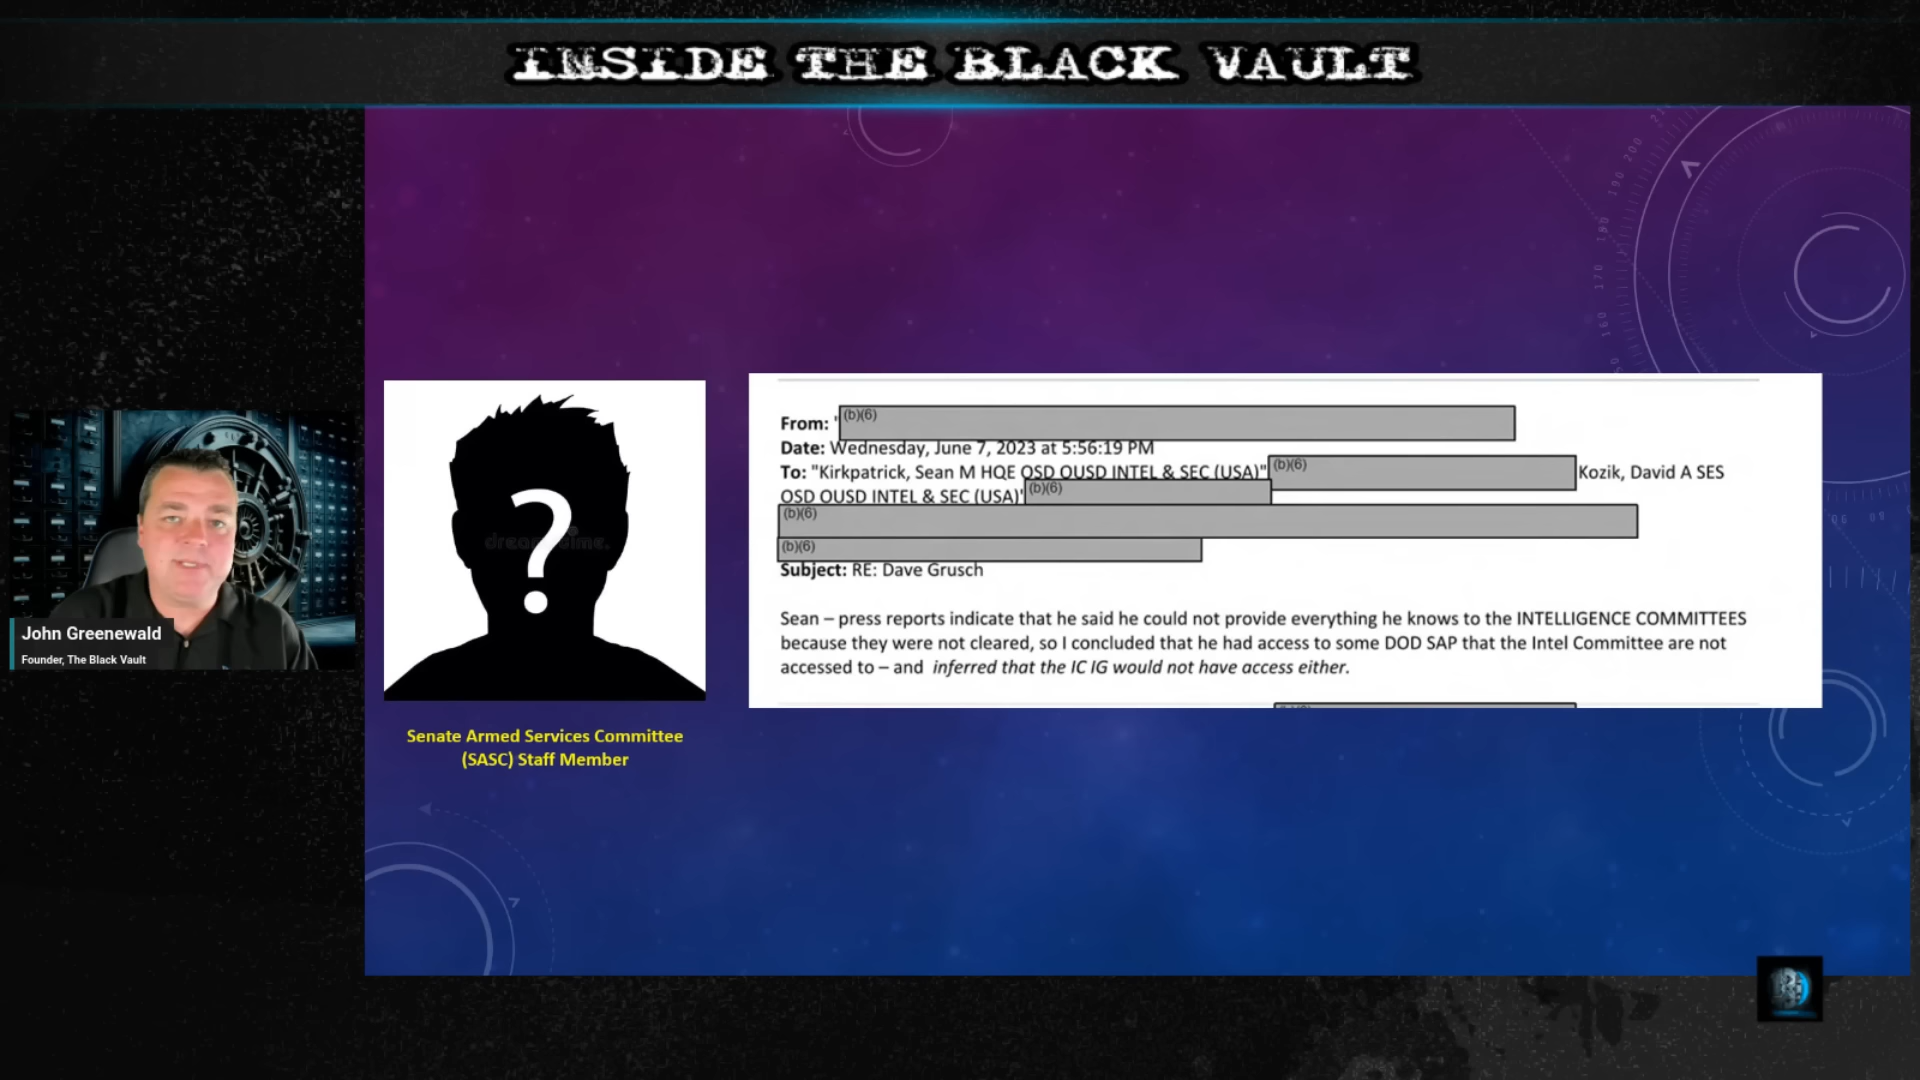 INSIDE THE BLACK VAULT
From: ' (b)(6)
Date: Wednesday, June 7, 2023 at 5:56:19 PM
To: "Kirkpatrick, Sean M HQE OSD OUSD INTEL & SEC (USA)" (b)(6) Kozik, David A SES
OSD OUSD INTEL & SEC (USA)' (b)(6)
(b)(6)
(b)(6)
Subject: RE: Dave Grusch
Sean – press reports indicate that he said he could not provide everything he knows to the INTELLIGENCE COMMITTEES
because they were not cleared, so I concluded that he had access to some DOD SAP that the Intel Committee are not
accessed to – and inferred that the IC IG would not have access either.
?
John Greenewald
Founder, The Black Vault
Senate Armed Services Committee
(SASC) Staff Member
200
190
180
170
160